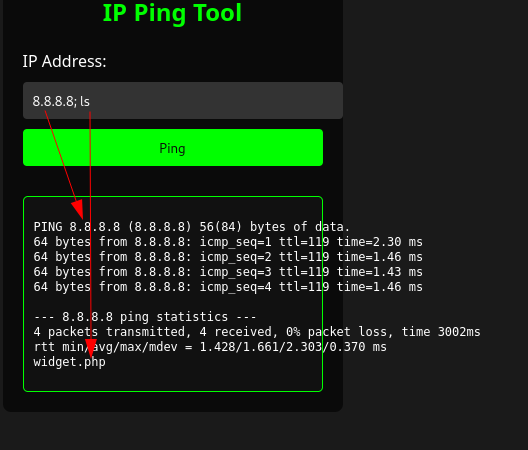 IP Ping Tool
IP Address:
8.8.8.8; ls
Ping
PING 8.8.8.8 (8.8.8.8) 56(84) bytes of data.
64 bytes from 8.8.8.8: icmp_seq=1 ttl=119 time=2.30 ms
64 bytes from 8.8.8.8: icmp_seq=2 ttl=119 time=1.46 ms
64 bytes from 8.8.8.8: icmp_seq=3 ttl=119 time=1.43 ms
64 bytes from 8.8.8.8: icmp_seq=4 ttl=119 time=1.46 ms
--- 8.8.8.8 ping statistics ---
4 packets transmitted, 4 received, 0% packet loss, time 3002ms
rtt min/avg/max/mdev = 1.428/1.661/2.303/0.370 ms
widget.php